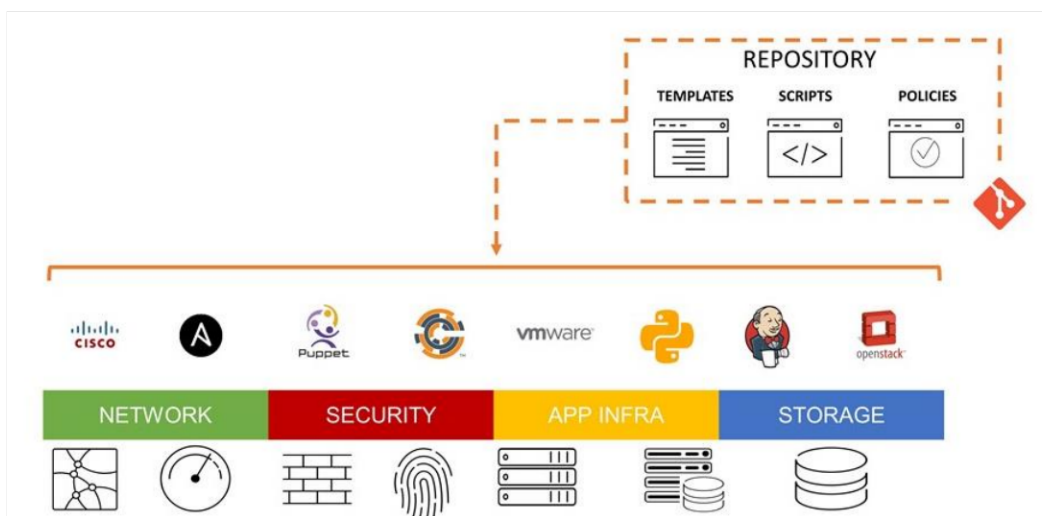 REPOSITORY
TEMPLATES SCRIPTS POLICIES
</>
CISCO
A
Puppet
vmware
openstack
NETWORK SECURITY APP INFRA STORAGE